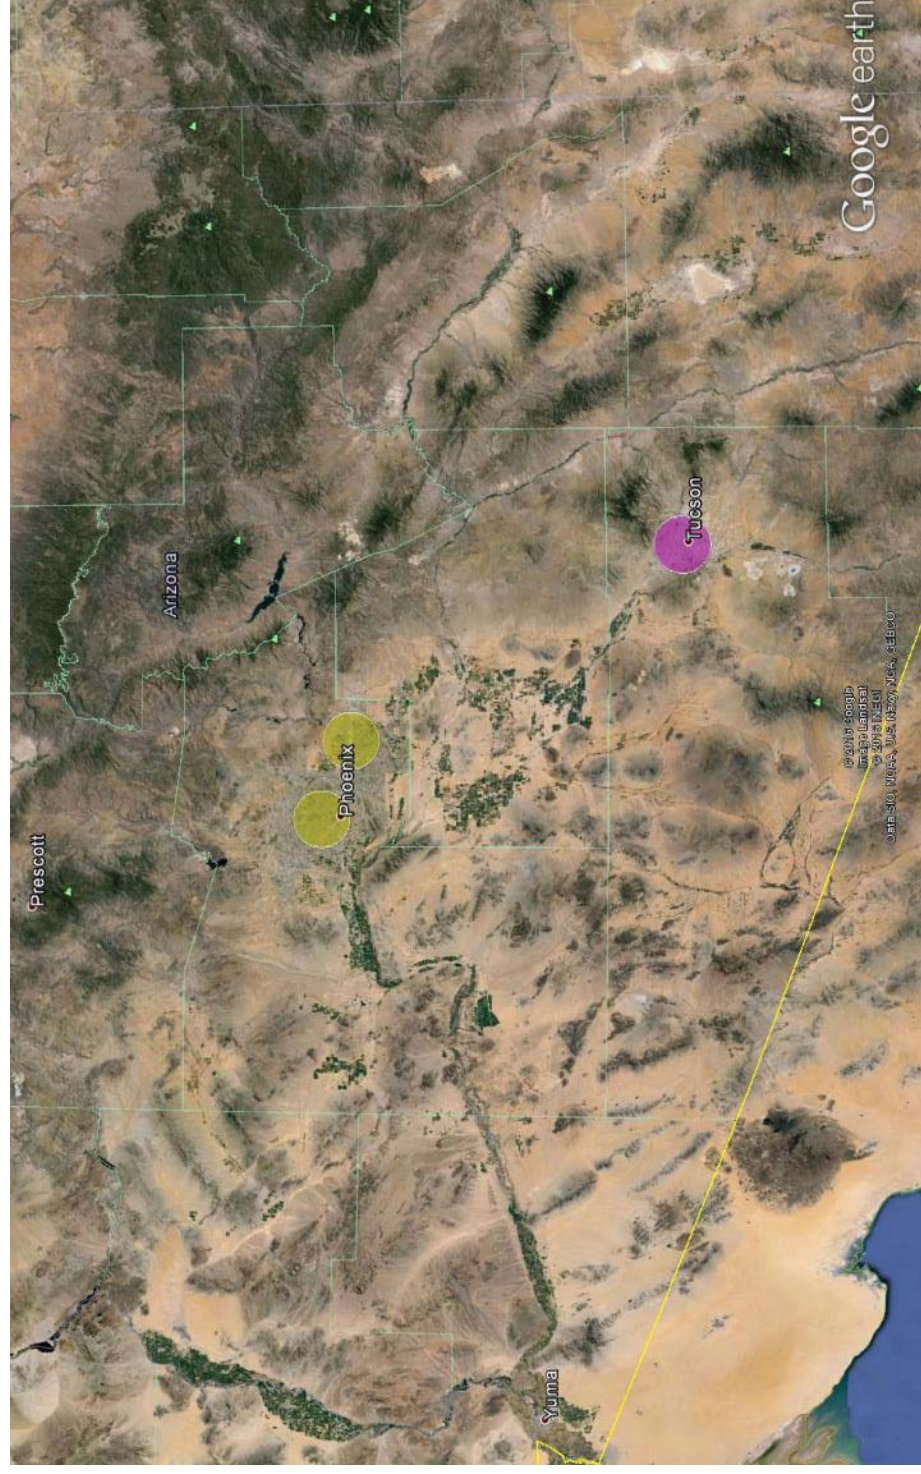 Prescott
Arizona
Phoenix
Tucson
Yuma
© 2016 Google
Image Landsat
© 2016 INEGI
Data SIO, NOAA, U.S. Navy, NGA, GEBCO
Google earth